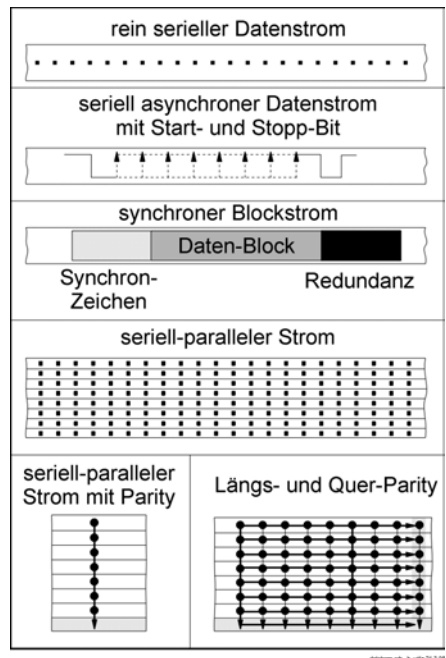 rein serieller Datenstrom
seriell asynchroner Datenstrom
mit Start- und Stopp-Bit
synchroner Blockstrom
Daten-Block
Synchron-
Zeichen
Redundanz
seriell-paralleler Strom
seriell-paralleler
Strom mit Parity
Längs- und Quer-Parity